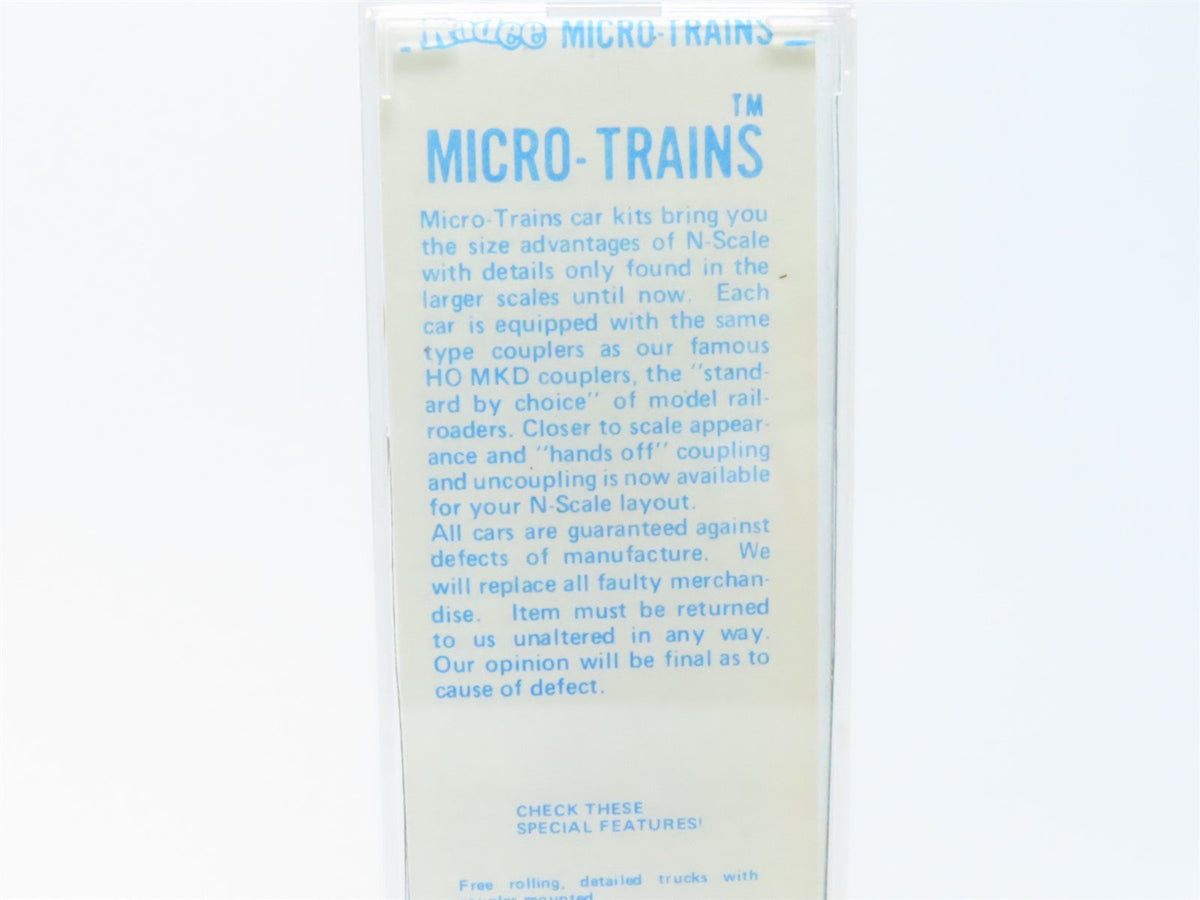 Kadee MICRO-TRAINS
TM
MICRO-TRAINS
Micro-Trains car kits bring you
the size advantages of N-Scale
with details only found in the
larger scales until now. Each
car is equipped with the same
type couplers as our famous
HO MKD couplers, the "stand-
ard by choice" of model rail-
roaders. Closer to scale appear-
ance and "hands off" coupling
and uncoupling is now available
for your N-Scale layout.
All cars are guaranteed against
defects of manufacture. We
will replace all faulty merchan-
dise. Item must be returned
to us unaltered in any way.
Our opinion will be final as to
cause of defect.
CHECK THESE
SPECIAL FEATURES!
Free rolling, detailed trucks with
coupler mounted.